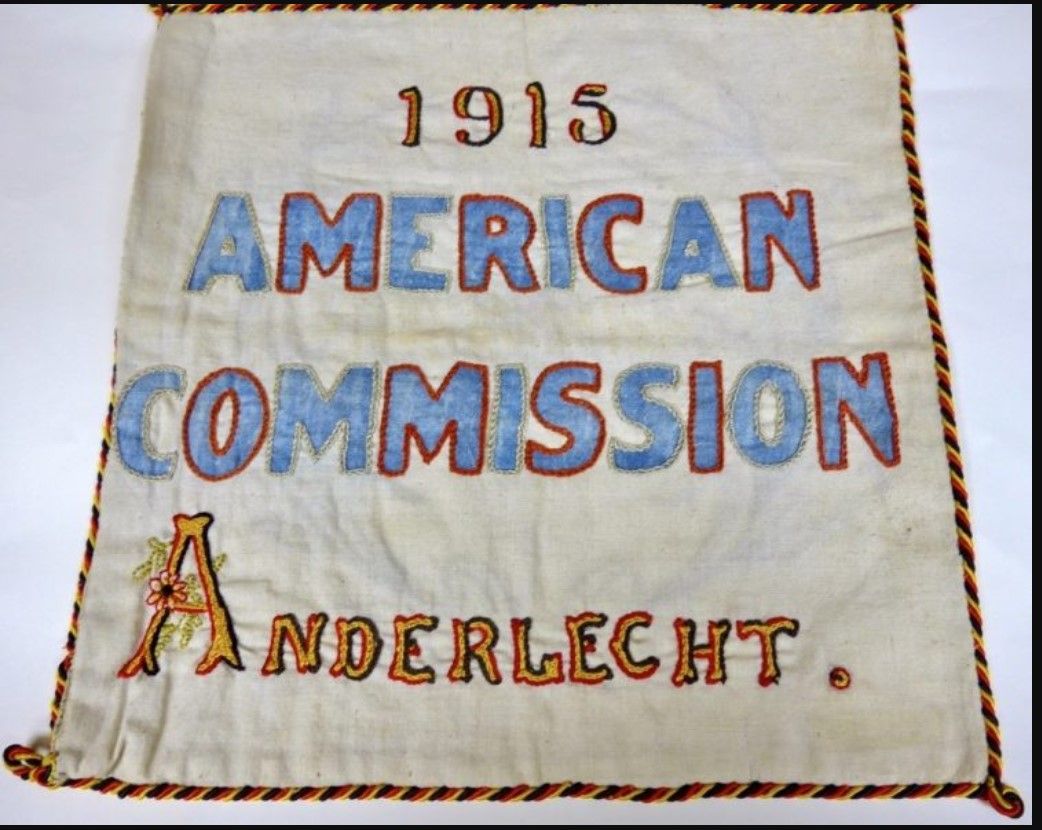 1915
AMERICAN
COMMISSION
ANDERLECHT.